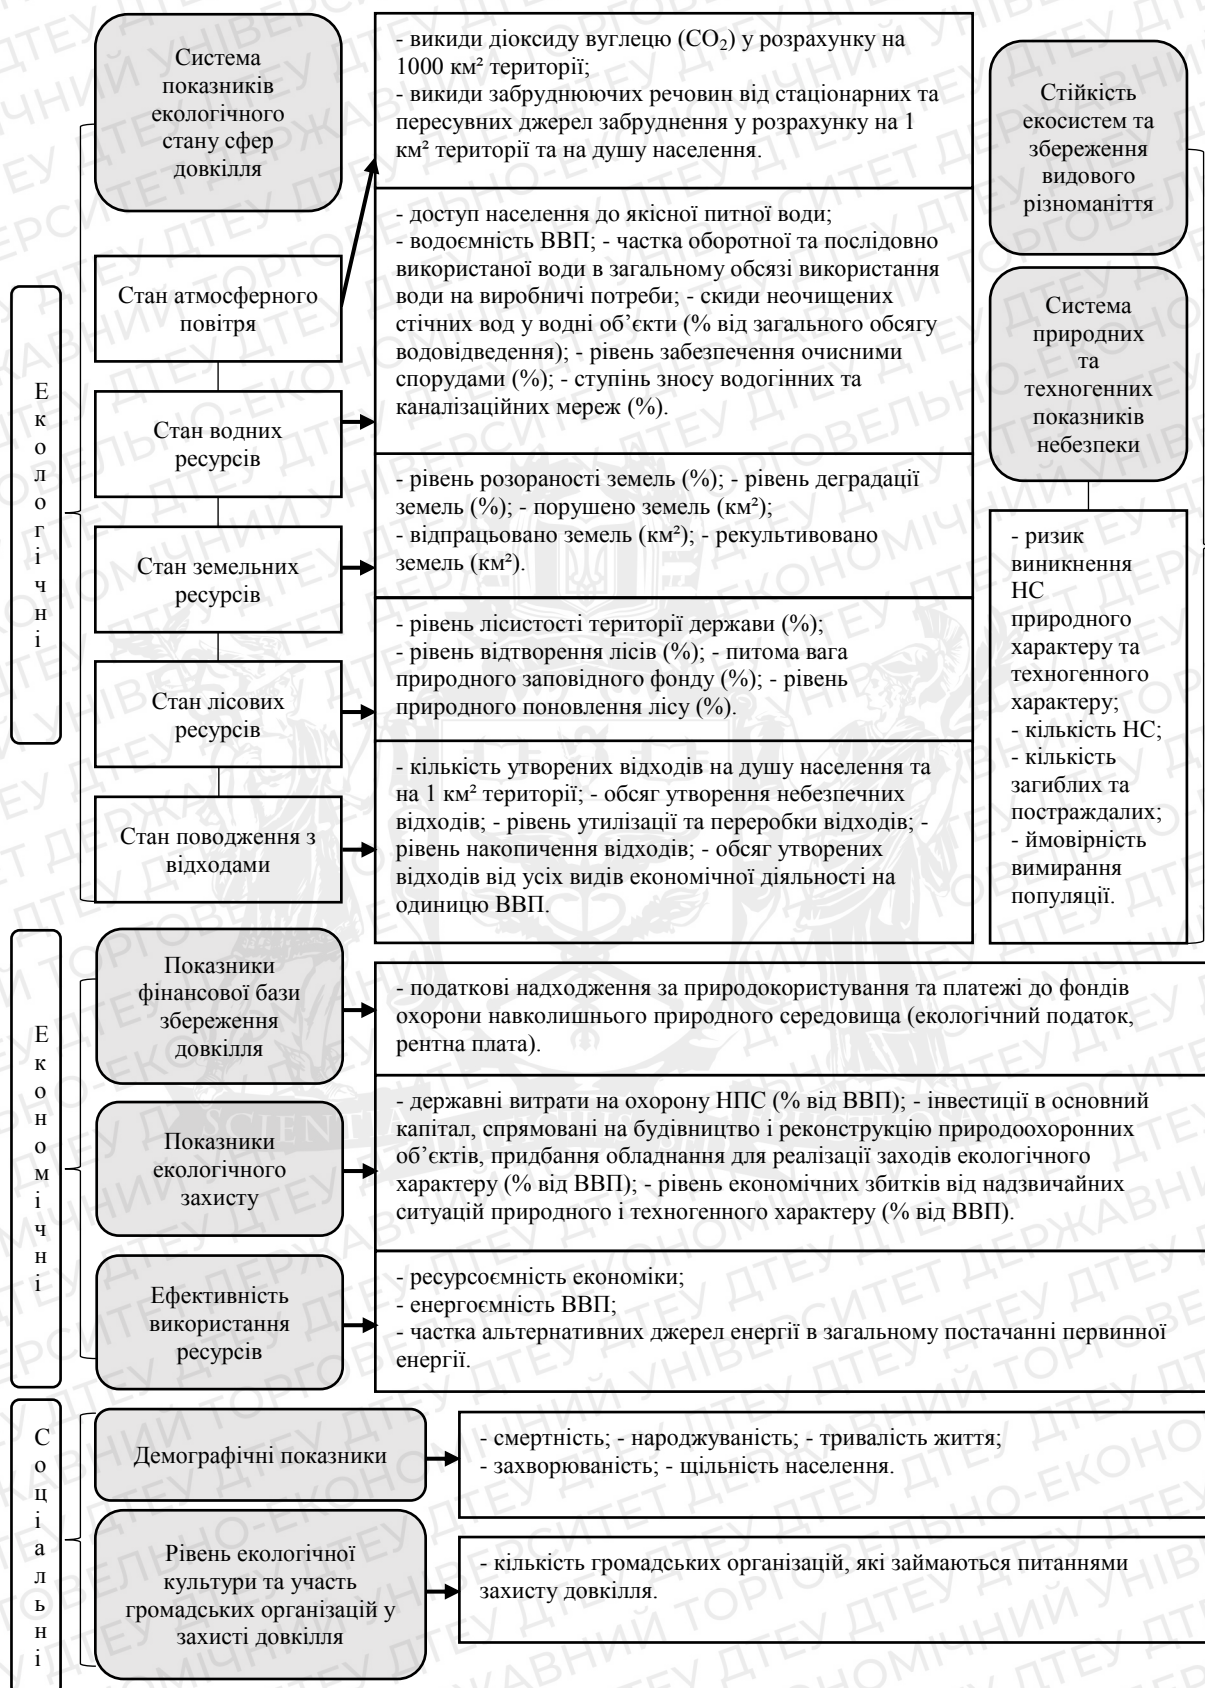 Е
к
о
л
о
г
і
ч
н
і
Система
показників
екологічного
стану сфер
довкілля
Стан атмосферного
повітря
- викиди діоксиду вуглецю (CO₂) у розрахунку на
1000 км² території;
- викиди забруднюючих речовин від стаціонарних та
пересувних джерел забруднення у розрахунку на 1
км² території та на душу населення.
Стан водних
ресурсів
- доступ населення до якісної питної води;
- водоємність ВВП; - частка оборотної та послідовно
використаної води в загальному обсязі використання
води на виробничі потреби; - скиди неочищених
стічних вод у водні об’єкти (% від загального обсягу
водовідведення); - рівень забезпечення очисними
спорудами (%); - ступінь зносу водогінних та
каналізаційних мереж (%).
Стан земельних
ресурсів
- рівень розораності земель (%); - рівень деградації
земель (%); - порушено земель (км²);
- відпрацьовано земель (км²); - рекультивовано
земель (км²).
Стан лісових
ресурсів
- рівень лісистості території держави (%);
- рівень відтворення лісів (%); - питома вага
природного заповідного фонду (%); - рівень
природного поновлення лісу (%).
Стан поводження з
відходами
- кількість утворених відходів на душу населення та
на 1 км² території; - обсяг утворення небезпечних
відходів; - рівень утилізації та переробки відходів; -
рівень накопичення відходів; - обсяг утворених
відходів від усіх видів економічної діяльності на
одиницю ВВП.
Стійкість
екосистем та
збереження
видового
різноманіття
Система
природних
та
техногенних
показників
небезпеки
- ризик
виникнення
НС
природного
характеру та
техногенного
характеру;
- кількість НС;
- кількість
загиблих та
постраждалих;
- ймовірність
вимирання
популяції.
Е
к
о
н
о
м
і
ч
н
і
Показники
фінансової бази
збереження
довкілля
- податкові надходження за природокористування та платежі до фондів
охорони навколишнього природного середовища (екологічний податок,
рентна плата).
Показники
екологічного
захисту
- державні витрати на охорону НПС (% від ВВП); - інвестиції в основний
капітал, спрямовані на будівництво і реконструкцію природоохоронних
об’єктів, придбання обладнання для реалізації заходів екологічного
характеру (% від ВВП); - рівень економічних збитків від надзвичайних
ситуацій природного і техногенного характеру (% від ВВП).
Ефективність
використання
ресурсів
- ресурсоємність економіки;
- енергоємність ВВП;
- частка альтернативних джерел енергії в загальному постачанні первинної
енергії.
С
о
ц
і
а
л
ь
н
і
Демографічні показники
- смертність; - народжуваність; - тривалість життя;
- захворюваність; - щільність населення.
Рівень екологічної
культури та участь
громадських організацій у
захисті довкілля
- кількість громадських організацій, які займаються питаннями
захисту довкілля.